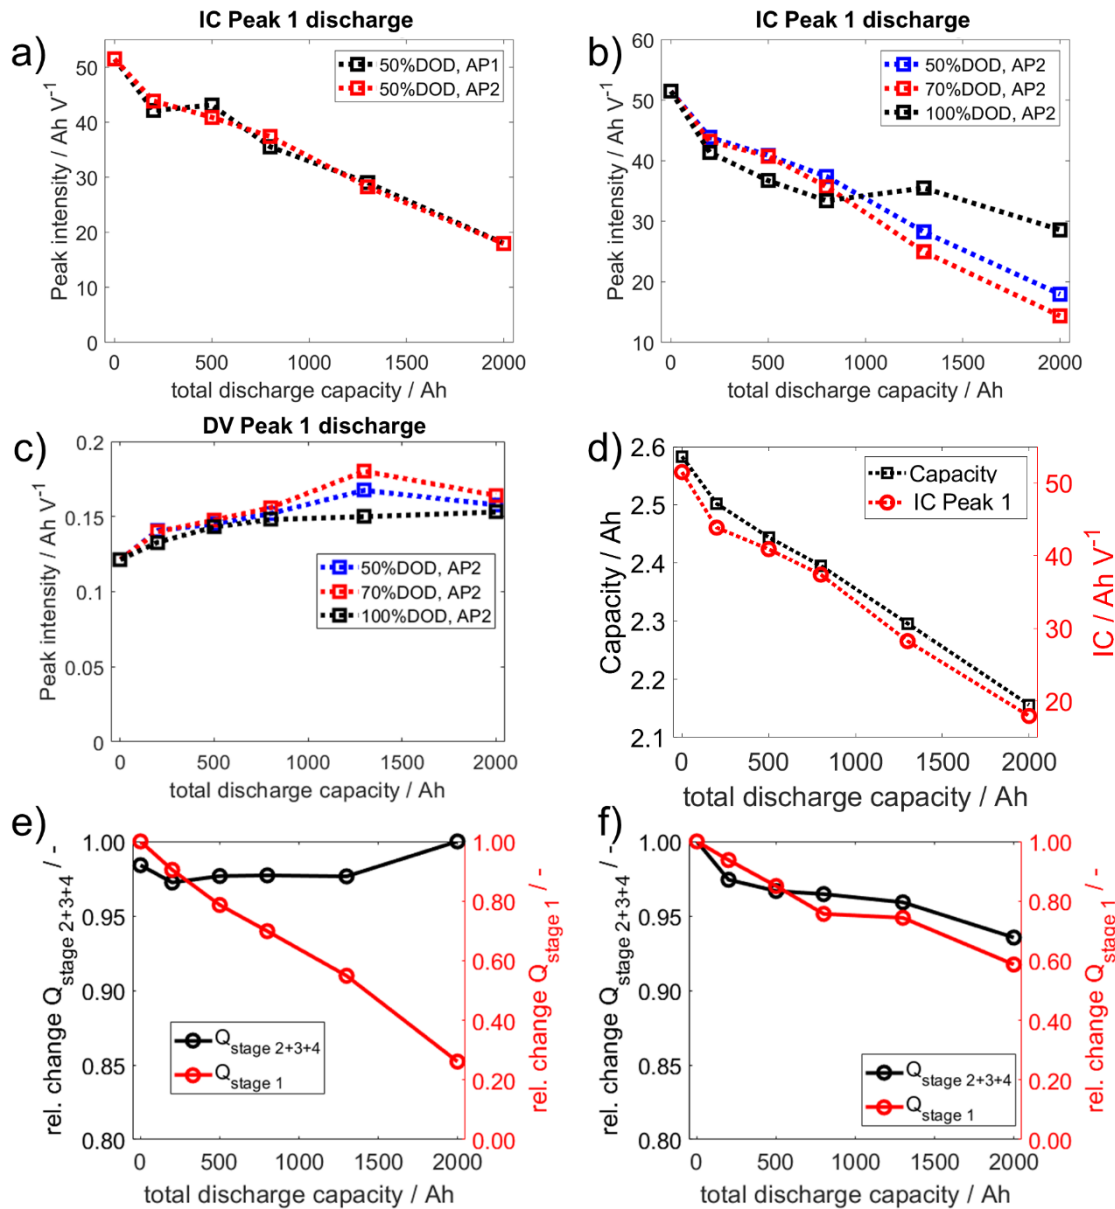 a)
IC Peak 1 discharge
Peak intensity / Ah V⁻¹
50
40
30
20
10
0
50%DOD, AP1
50%DOD, AP2
0
500
1000
1500
2000
total discharge capacity / Ah
b)
IC Peak 1 discharge
Peak intensity / Ah V⁻¹
60
50
40
30
20
10
50%DOD, AP2
70%DOD, AP2
100%DOD, AP2
0
500
1000
1500
2000
total discharge capacity / Ah
c)
DV Peak 1 discharge
Peak intensity / Ah V⁻¹
0.2
0.15
0.1
0.05
0
50%DOD, AP2
70%DOD, AP2
100%DOD, AP2
0
500
1000
1500
2000
total discharge capacity / Ah
d)
Capacity / Ah
2.6
2.5
2.4
2.3
2.2
2.1
Capacity
IC Peak 1
50
40
30
20
IC / Ah V⁻¹
0
500
1000
1500
2000
total discharge capacity / Ah
e)
rel. change Q_stage 2+3+4 / -
1.00
0.95
0.90
0.85
0.80
Q_stage 2+3+4
Q_stage 1
1.00
0.80
0.60
0.40
0.20
0.00
rel. change Q_stage 1 / -
0
500
1000
1500
2000
total discharge capacity / Ah
f)
rel. change Q_stage 2+3+4 / -
1.00
0.95
0.90
0.85
0.80
Q_stage 2+3+4
Q_stage 1
1.00
0.80
0.60
0.40
0.20
0.00
rel. change Q_stage 1 / -
0
500
1000
1500
2000
total discharge capacity / Ah